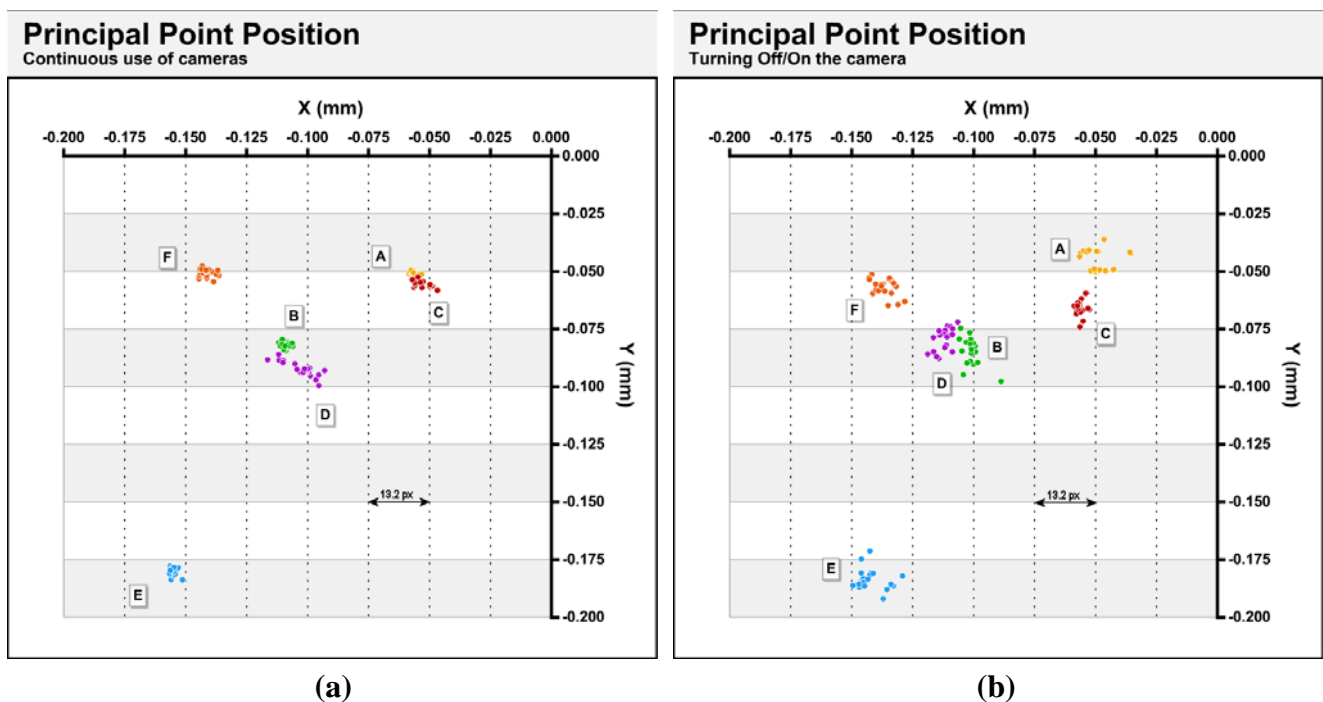 Principal Point Position
Continuous use of cameras
X (mm)
-0.200 -0.175 -0.150 -0.125 -0.100 -0.075 -0.050 -0.025 0.000
0.000
-0.025
-0.050
-0.075
-0.100
-0.125
-0.150
-0.175
-0.200
Y (mm)
F
A
C
B
D
13.2 px
E
(a)
Principal Point Position
Turning Off/On the camera
X (mm)
-0.200 -0.175 -0.150 -0.125 -0.100 -0.075 -0.050 -0.025 0.000
0.000
-0.025
-0.050
-0.075
-0.100
-0.125
-0.150
-0.175
-0.200
Y (mm)
A
F
C
B
D
13.2 px
E
(b)